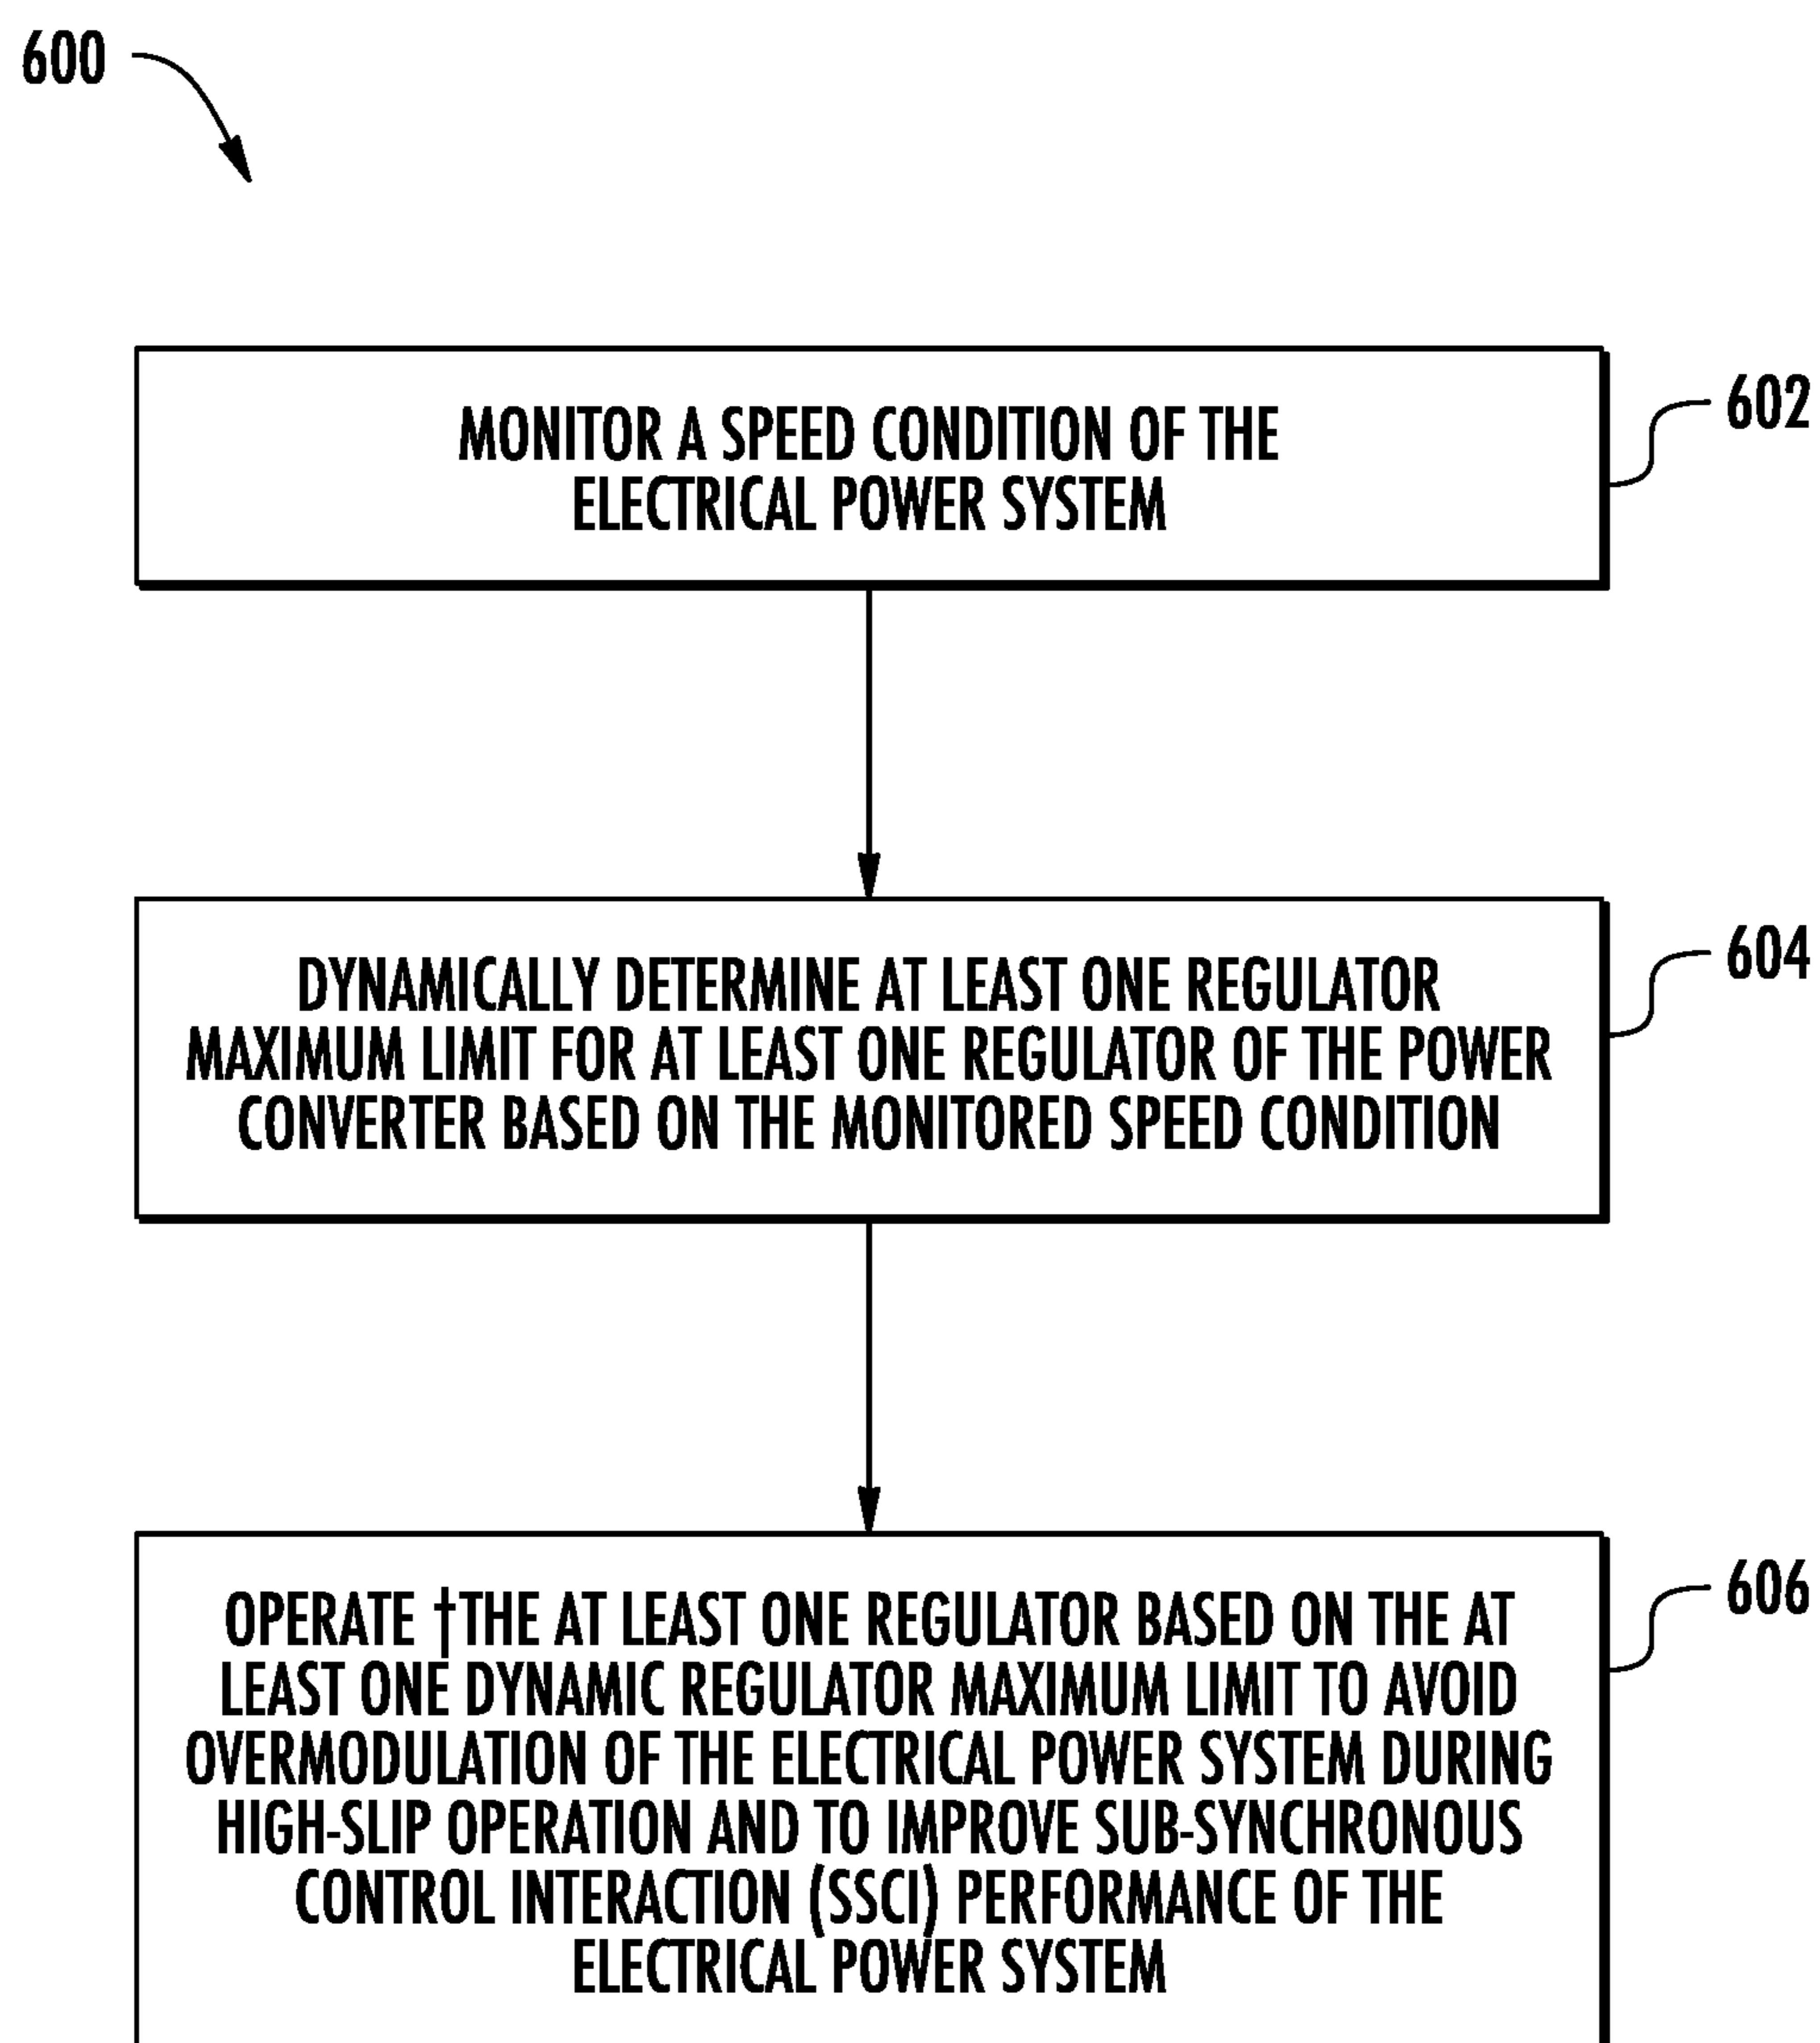 600
MONITOR A SPEED CONDITION OF THE
ELECTRICAL POWER SYSTEM
602
DYNAMICALLY DETERMINE AT LEAST ONE REGULATOR
MAXIMUM LIMIT FOR AT LEAST ONE REGULATOR OF THE POWER
CONVERTER BASED ON THE MONITORED SPEED CONDITION
604
OPERATE †THE AT LEAST ONE REGULATOR BASED ON THE AT
LEAST ONE DYNAMIC REGULATOR MAXIMUM LIMIT TO AVOID
OVERMODULATION OF THE ELECTRICAL POWER SYSTEM DURING
HIGH-SLIP OPERATION AND TO IMPROVE SUB-SYNCHRONOUS
CONTROL INTERACTION (SSCI) PERFORMANCE OF THE
ELECTRICAL POWER SYSTEM
606